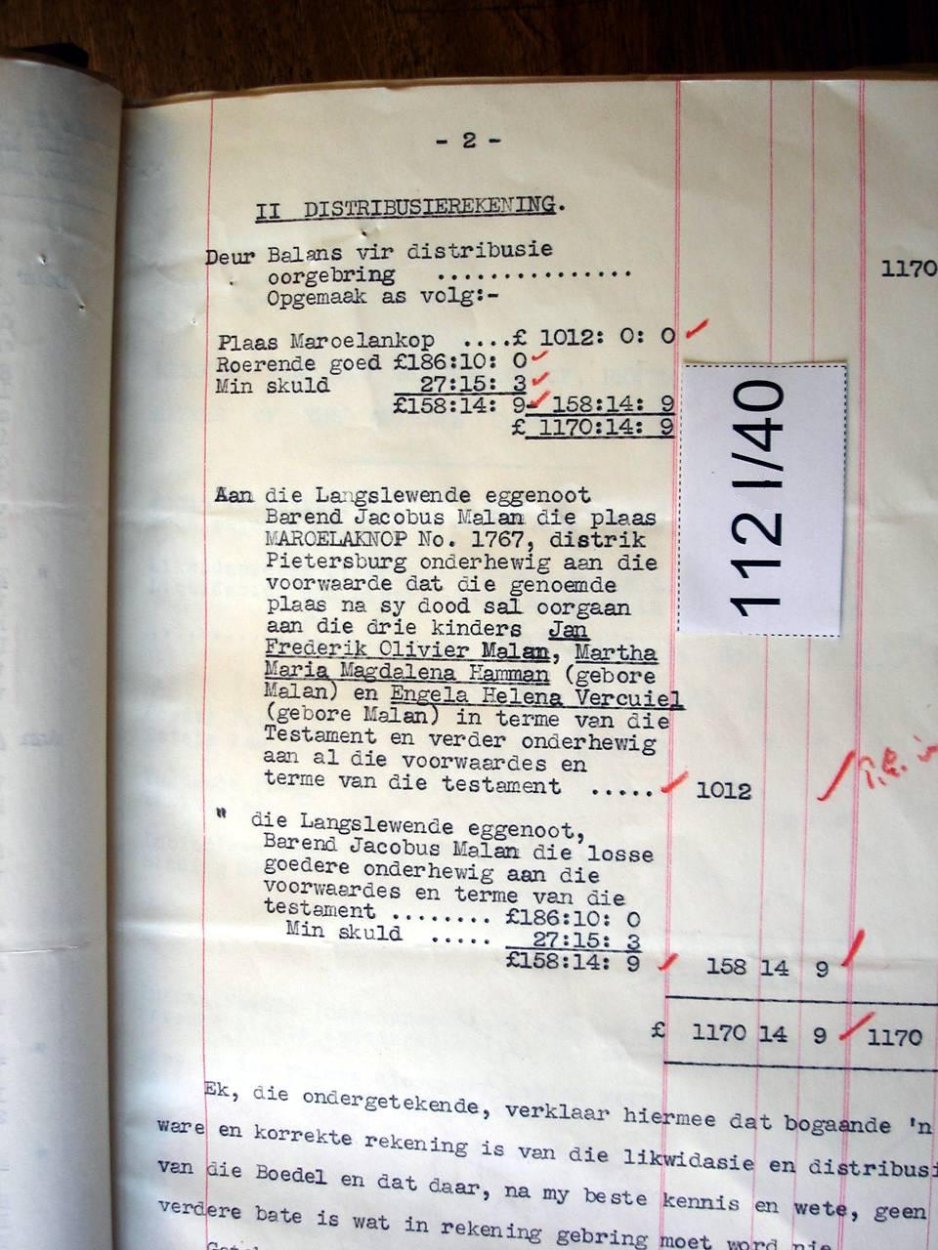 - 2 -
II DISTRIBUSIEREKENING.
Deur Balans vir distribusie
oorgebring ............... 1170
Opgemaak as volg:-
Plaas Maroelankop ....£ 1012: 0: 0
Roerende goed £186:10: 0
Min skuld 27:15: 3
£158:14: 9 158:14: 9
£ 1170:14: 9
112 I/40
Aan die Langslewende eggenoot
Barend Jacobus Malan die plaas
MAROELAKNOP No. 1767, distrik
Pietersburg onderhewig aan die
voorwaarde dat die genoemde
plaas na sy dood sal oorgaan
aan die drie kinders Jan
Frederik Olivier Malan, Martha
Maria Magdalena Hamman (gebore
Malan) en Engela Helena Vercuiel
(gebore Malan) in terme van die
Testament en verder onderhewig
aan al die voorwaardes en
terme van die testament ..... 1012
" die Langslewende eggenoot,
Barend Jacobus Malan die losse
goedere onderhewig aan die
voorwaardes en terme van die
testament ........ £186:10: 0
Min skuld ..... 27:15: 3
£158:14: 9 158 14 9
£ 1170 14 9 1170
Ek, die ondergetekende, verklaar hiermee dat bogaande 'n
ware en korrekte rekening is van die likwidasie en distribusi
van die Boedel en dat daar, na my beste kennis en wete, geen
verdere bate is wat in rekening gebring moet word nie